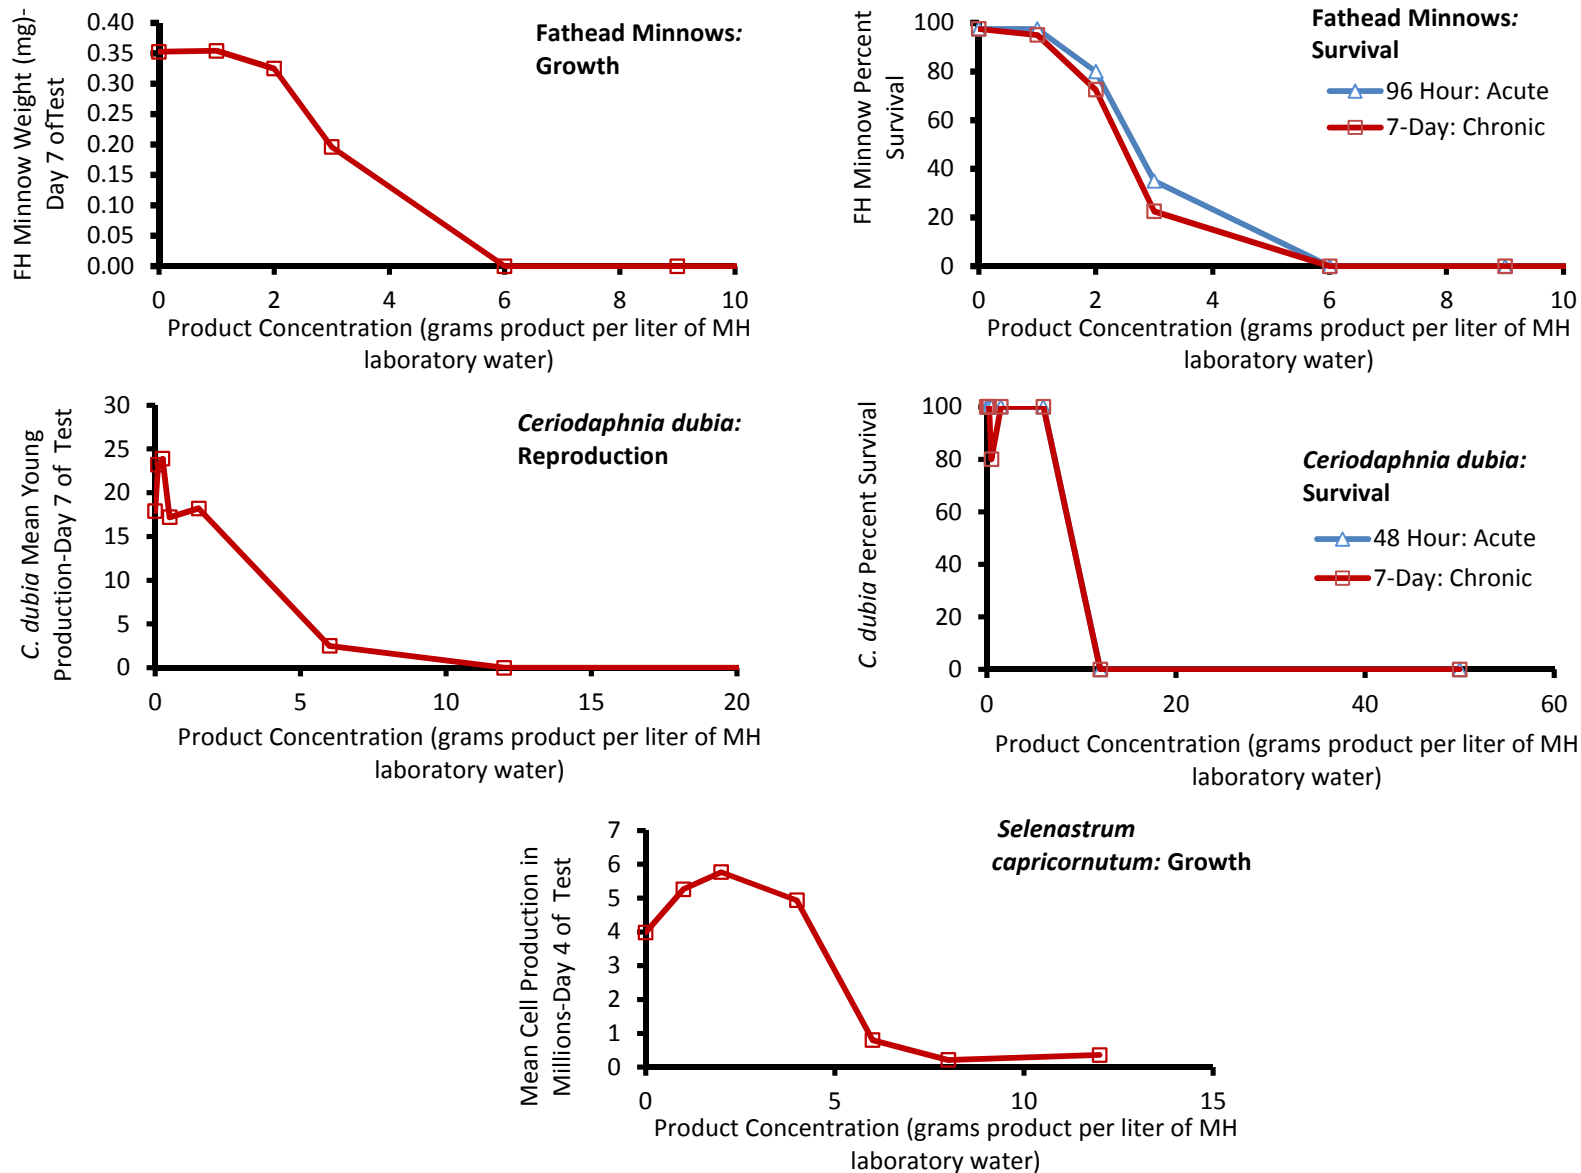 FH Minnow Weight (mg)-
Day 7 ofTest
0.40
0.35
0.30
0.25
0.20
0.15
0.10
0.05
0.00
Fathead Minnows:
Growth
0 2 4 6 8 10
Product Concentration (grams product per liter of MH
laboratory water)
FH Minnow Percent
Survival
100
80
60
40
20
0
Fathead Minnows:
Survival
96 Hour: Acute
7-Day: Chronic
0 2 4 6 8 10
Product Concentration (grams product per liter of MH
laboratory water)
C. dubia Mean Young
Production-Day 7 of Test
30
25
20
15
10
5
0
Ceriodaphnia dubia:
Reproduction
0 5 10 15 20
Product Concentration (grams product per liter of MH
laboratory water)
C. dubia Percent Survival
100
80
60
40
20
0
Ceriodaphnia dubia:
Survival
48 Hour: Acute
7-Day: Chronic
0 20 40 60
Product Concentration (grams product per liter of MH
laboratory water)
Mean Cell Production in
Millions-Day 4 of Test
7
6
5
4
3
2
1
0
Selenastrum
capricornutum: Growth
0 5 10 15
Product Concentration (grams product per liter of MH
laboratory water)